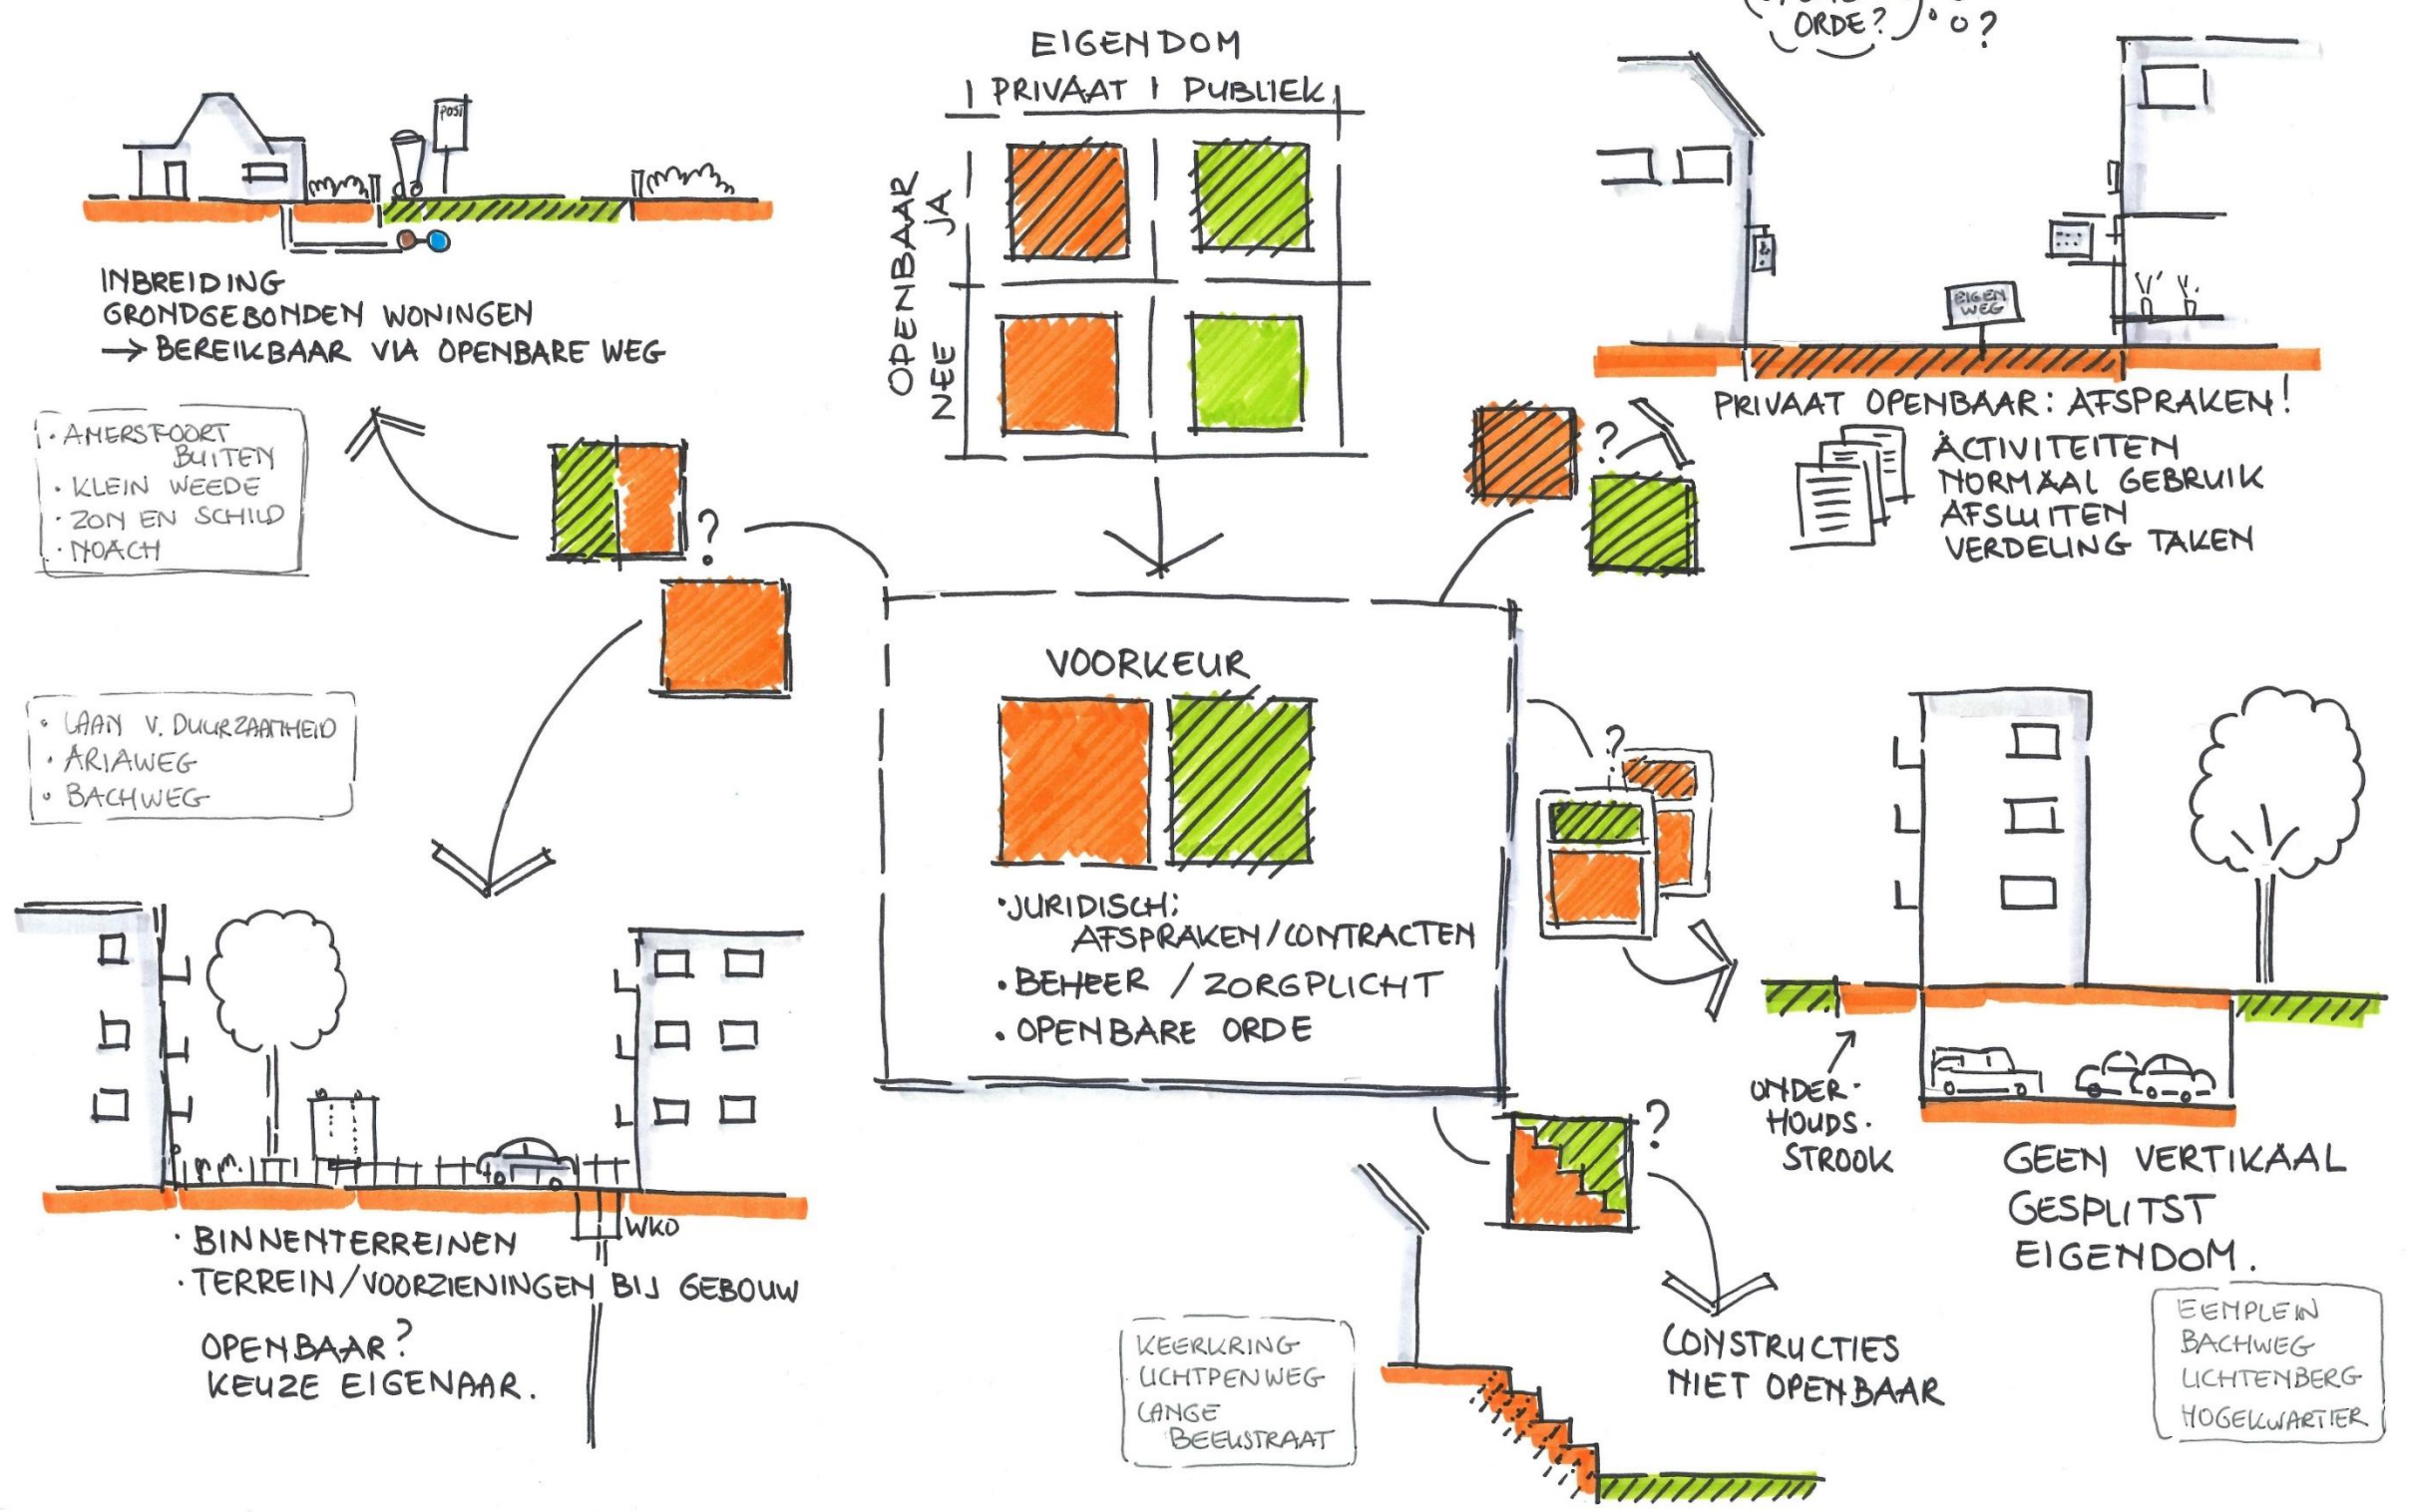 ORDE?
?
EIGENDOM
PRIVAAT
PUBLIEK
OPENBAAR
JA
NEE
POST
INBREIDING
GRONDGEBONDEN WONINGEN
→ BEREIKBAAR VIA OPENBARE WEG
• AMERSFOORT
BUITEN
• KLEIN WEEDE
• ZON EN SCHILD
• NOACH
?
EIGEN
WEG
PRIVAAT OPENBAAR: AFSPRAKEN!
?
ACTIVITEITEN
NORMAAL GEBRUIK
AFSLUITEN
VERDELING TAKEN
• LAAN V. DUURZAAMHEID
• ARIAWEG
• BACHWEG
VOORKEUR
• JURIDISCH:
AFSPRAKEN/CONTRACTEN
• BEHEER / ZORGPLICHT
• OPENBARE ORDE
?
ONDER-
HOUDS-
STROOK
GEEN VERTIKAAL
GESPLITST
EIGENDOM.
EEMPLEIN
BACHWEG
LICHTENBERG
HOGEKWARTIER
WKO
• BINNENTERREINEN
• TERREIN/VOORZIENINGEN BIJ GEBOUW
OPENBAAR?
KEUZE EIGENAAR.
?
CONSTRUCTIES
NIET OPENBAAR
KEERKRING
LICHTPENWEG
LANGE
BEEKSTRAAT